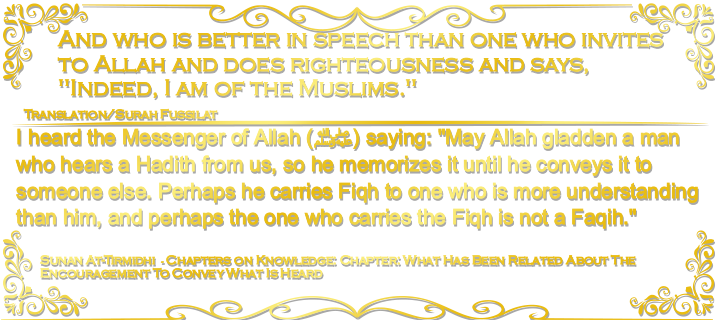 And who is better in speech than one who invites
to Allah and does righteousness and says,
"Indeed, I am of the Muslims."
Translation/Surah Fussilat
I heard the Messenger of Allah (ﷺ) saying: "May Allah gladden a man
who hears a Hadith from us, so he memorizes it until he conveys it to
someone else. Perhaps he carries Fiqh to one who is more understanding
than him, and perhaps the one who carries the Fiqh is not a Faqih."
Sunan At-Tirmidhi - Chapters on Knowledge: Chapter: What Has Been Related About The
Encouragement To Convey What Is Heard